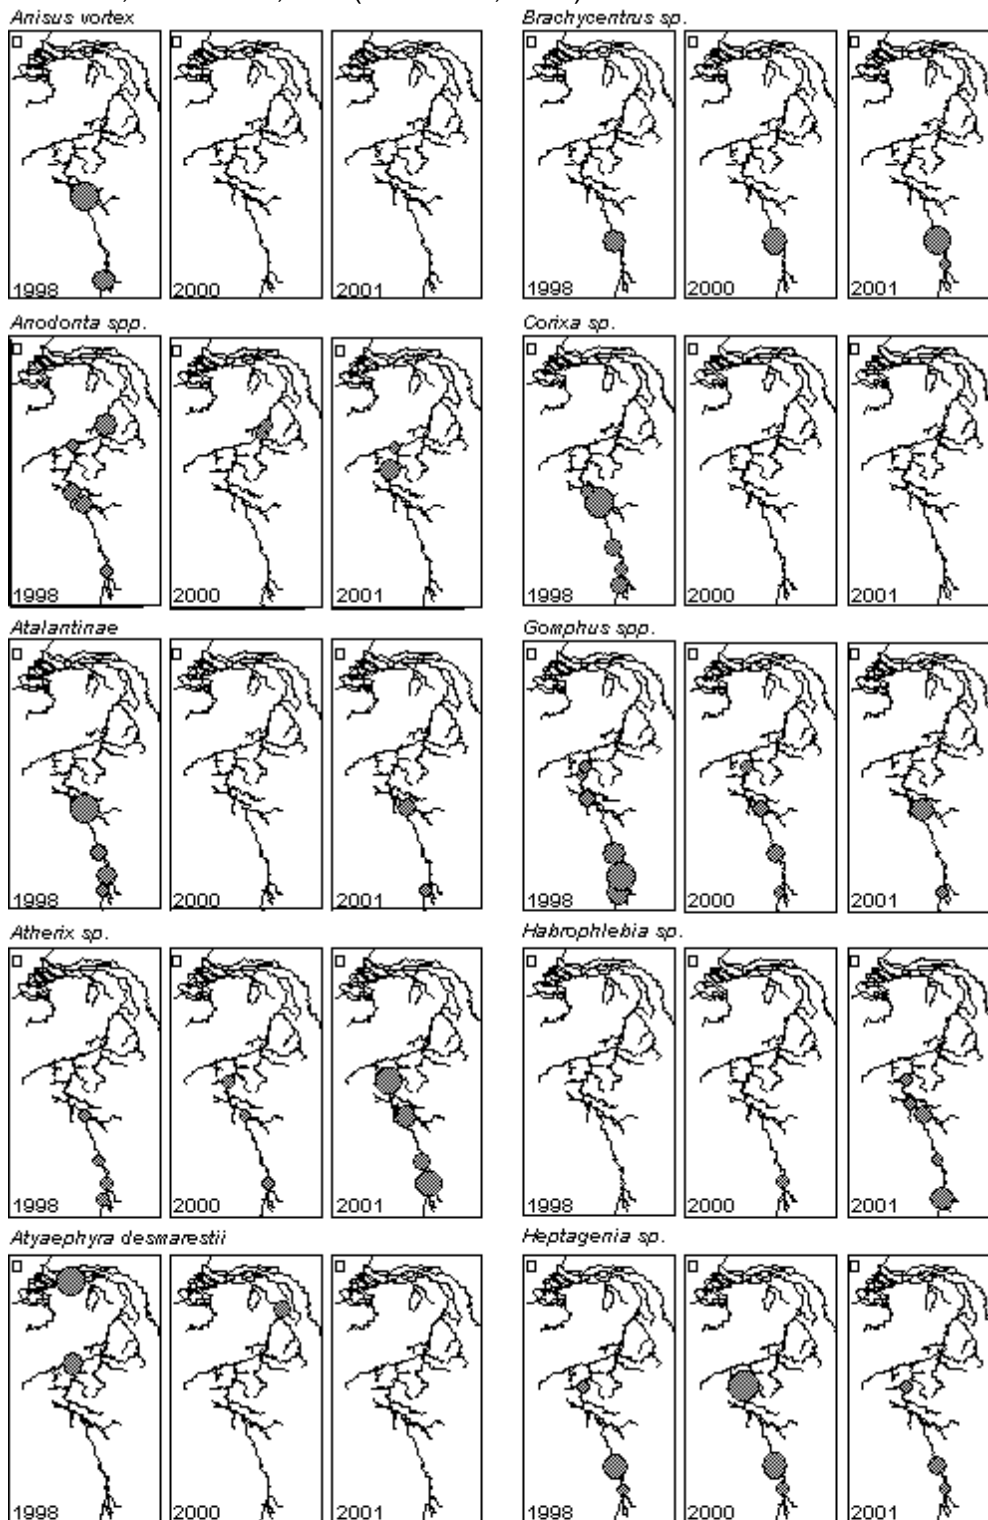 Anisus vortex
Brachycentrus sp.
1998 2000 2001 1998 2000 2001
Anodonta spp.
Corixa sp.
1998 2000 2001 1998 2000 2001
Atalantinae
Gomphus spp.
1998 2000 2001 1998 2000 2001
Atherix sp.
Habrophlebia sp.
1998 2000 2001 1998 2000 2001
Atyaephyra desmarestii
Heptagenia sp.
1998 2000 2001 1998 2000 2001